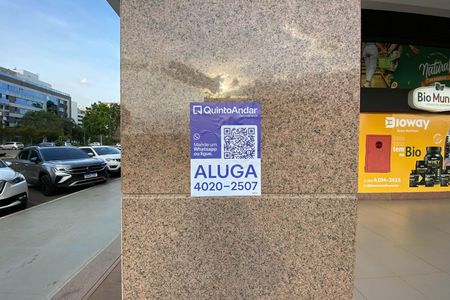 QuintoAndar
Mande um
Whatsapp
ou ligue.
ALUGA
4020-2507
Natural
Bio Mun
Bioway
tem
Bio